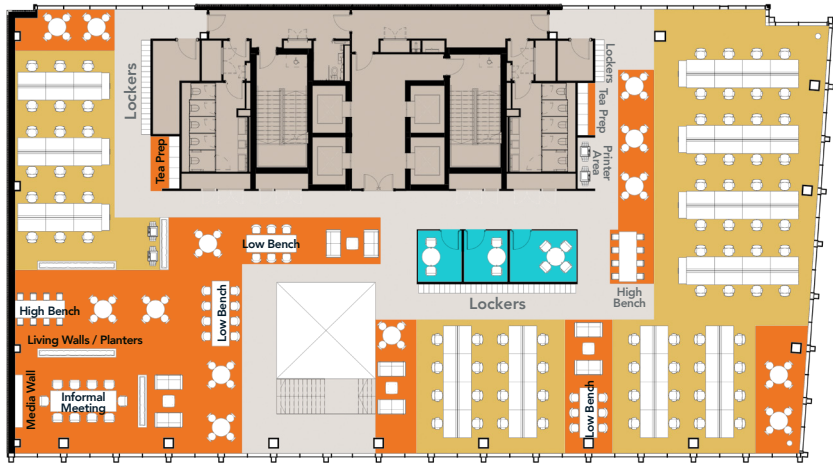 Lockers
Lockers
Tea Prep
Tea Prep
Printer
Area
Low Bench
High Bench
Low Bench
Lockers
High
Bench
Living Walls / Planters
Media Wall
Informal
Meeting
Low Bench